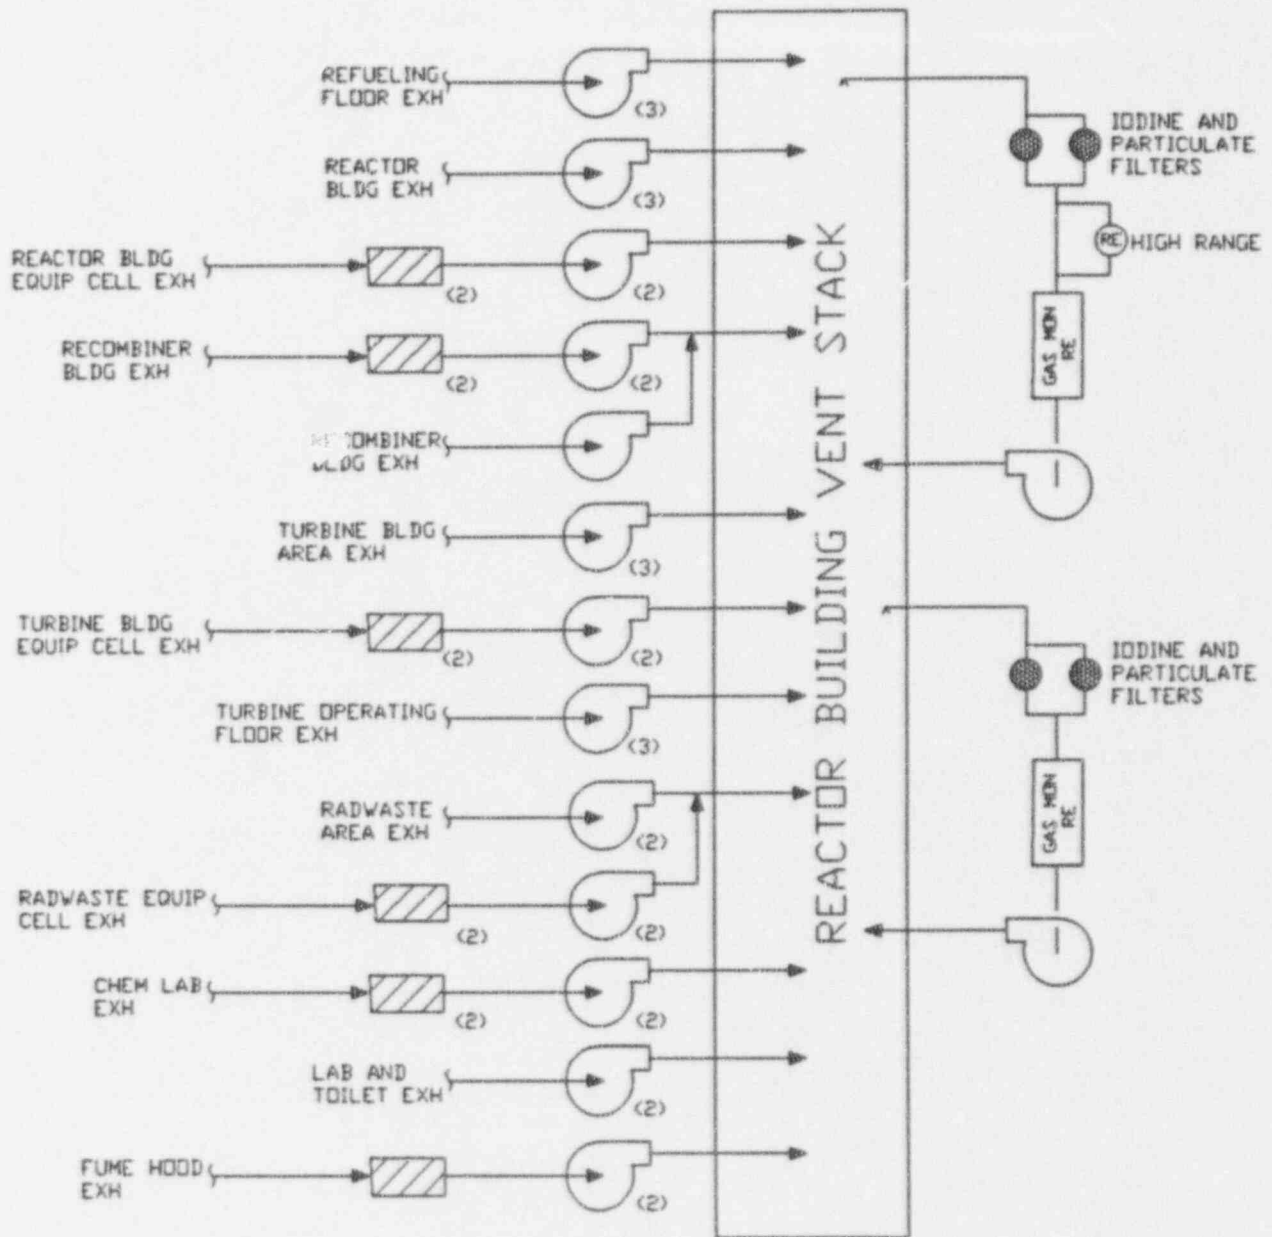 REFUELING
FLOOR EXH
(3)
REACTOR
BLDG EXH
(3)
REACTOR BLDG
EQUIP CELL EXH
(2)
(2)
RECOMBINER
BLDG EXH
(2)
(2)
RECOMBINER
BLDG EXH
TURBINE BLDG
AREA EXH
(3)
TURBINE BLDG
EQUIP CELL EXH
(2)
(2)
TURBINE OPERATING
FLOOR EXH
(3)
RADWASTE
AREA EXH
(2)
RADWASTE EQUIP
CELL EXH
(2)
(2)
CHEM LAB
EXH
(2)
(2)
LAB AND
TOILET EXH
(2)
FUME HOOD
EXH
(2)
REACTOR BUILDING VENT STACK
IODINE AND
PARTICULATE
FILTERS
RE
HIGH RANGE
GAS MON
RE
IODINE AND
PARTICULATE
FILTERS
GAS MON
RE